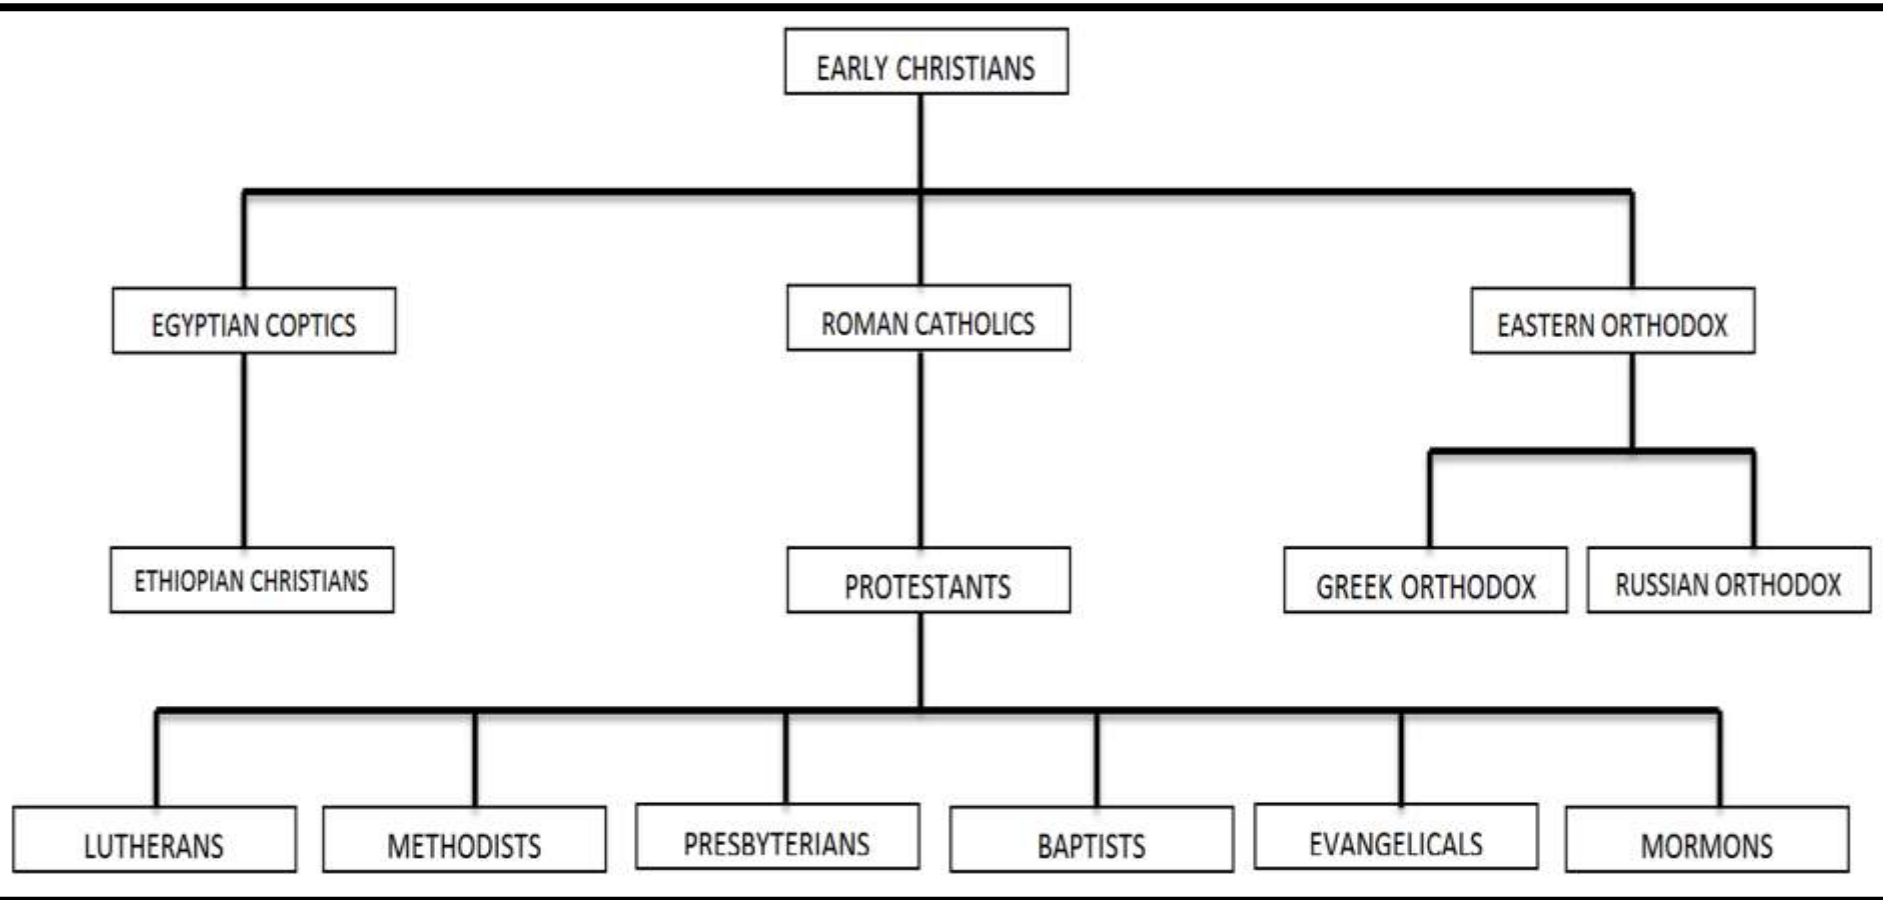 EARLY CHRISTIANS
EGYPTIAN COPTICS
ROMAN CATHOLICS
EASTERN ORTHODOX
ETHIOPIAN CHRISTIANS
PROTESTANTS
GREEK ORTHODOX
RUSSIAN ORTHODOX
LUTHERANS
METHODISTS
PRESBYTERIANS
BAPTISTS
EVANGELICALS
MORMONS